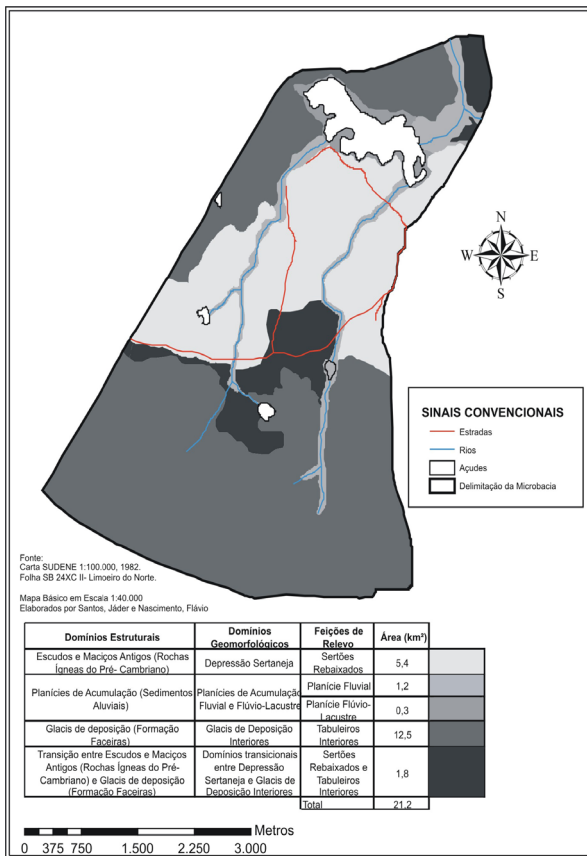 N
W E
S
SINAIS CONVENCIONAIS
Estradas
Rios
Açudes
Delimitação da Microbacia
Fonte:
Carta SUDENE 1:100.000, 1982.
Folha SB 24XC II- Limoeiro do Norte.
Mapa Básico em Escala 1:40.000
Elaborados por Santos, Jáder e Nascimento, Flávio
Domínios Estruturais
Domínios
Geomorfológicos
Feições de
Relevo
Área (km²)
Escudos e Maciços Antigos (Rochas
Ígneas do Pré- Cambriano)
Depressão Sertaneja
Sertões
Rebaixados
5,4
Planícies de Acumulação (Sedimentos
Aluviais)
Planícies de Acumulação
Fluvial e Flúvio-Lacustre
Planície Fluvial
1,2
Planície Flúvio-
Lacustre
0,3
Glacis de deposição (Formação
Faceiras)
Glacis de Deposição
Interiores
Tabuleiros
Interiores
12,5
Transição entre Escudos e Maciços
Antigos (Rochas Ígneas do Pré-
Cambriano) e Glacis de deposição
(Formação Faceiras)
Domínios transicionais
entre Depressão
Sertaneja e Glacis de
Deposição Interiores
Sertões
Rebaixados e
Tabuleiros
Interiores
1,8
Total
21,2
Metros
0 375 750 1.500 2.250 3.000